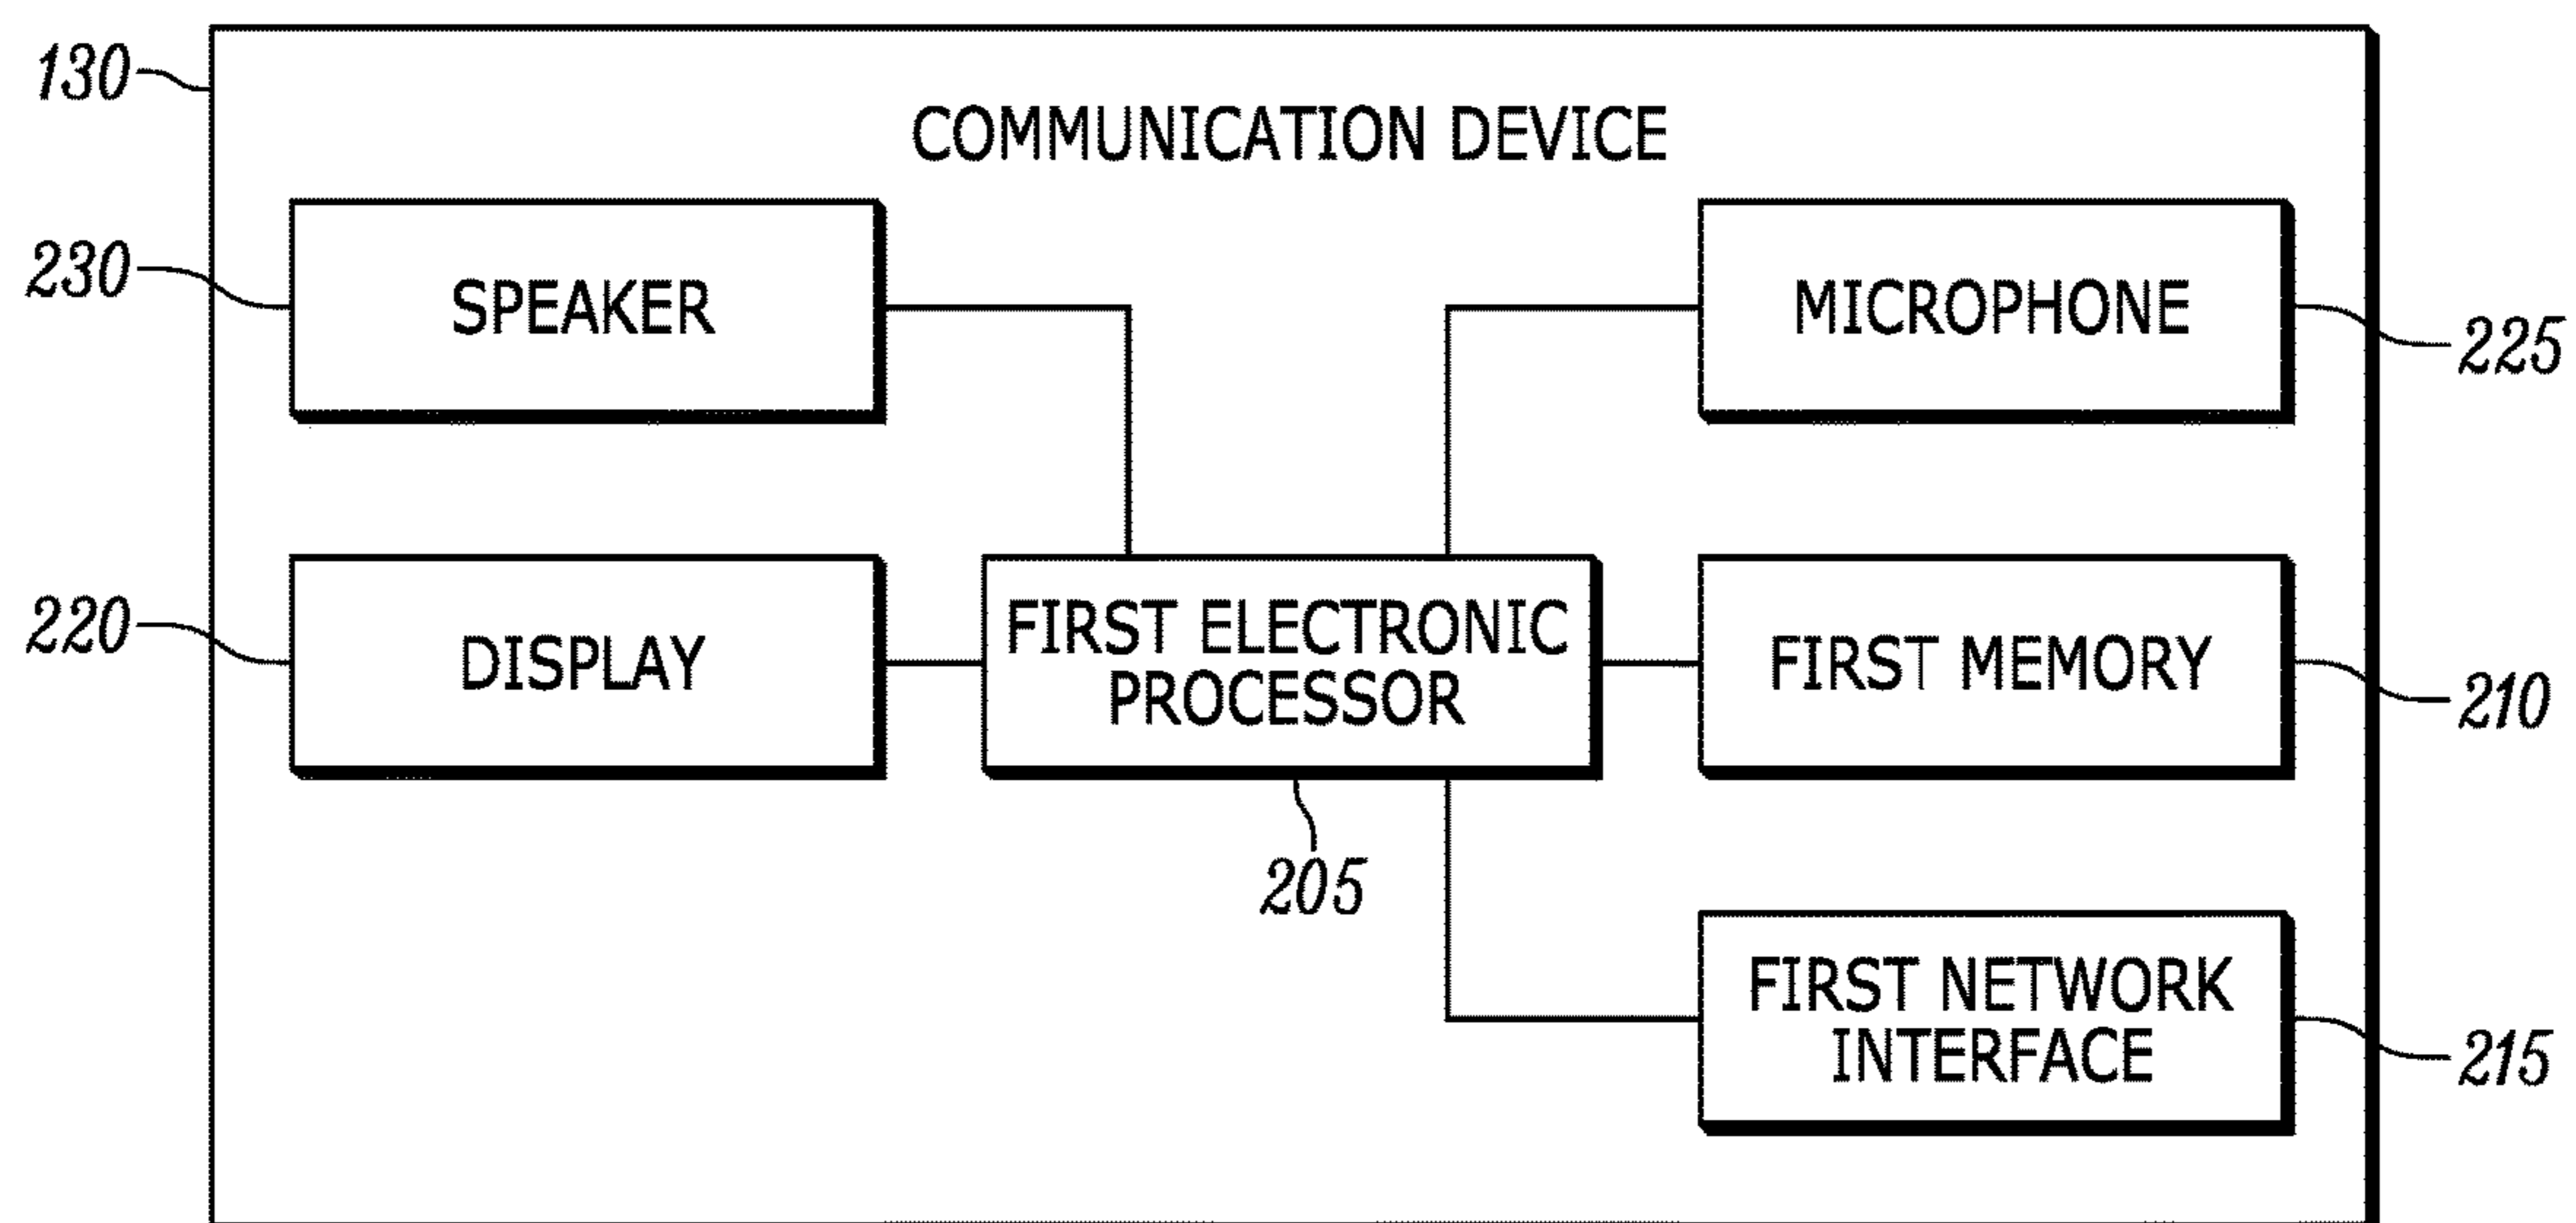 130
COMMUNICATION DEVICE
230
SPEAKER
MICROPHONE
225
220
DISPLAY
FIRST ELECTRONIC
PROCESSOR
FIRST MEMORY
210
205
FIRST NETWORK
INTERFACE
215